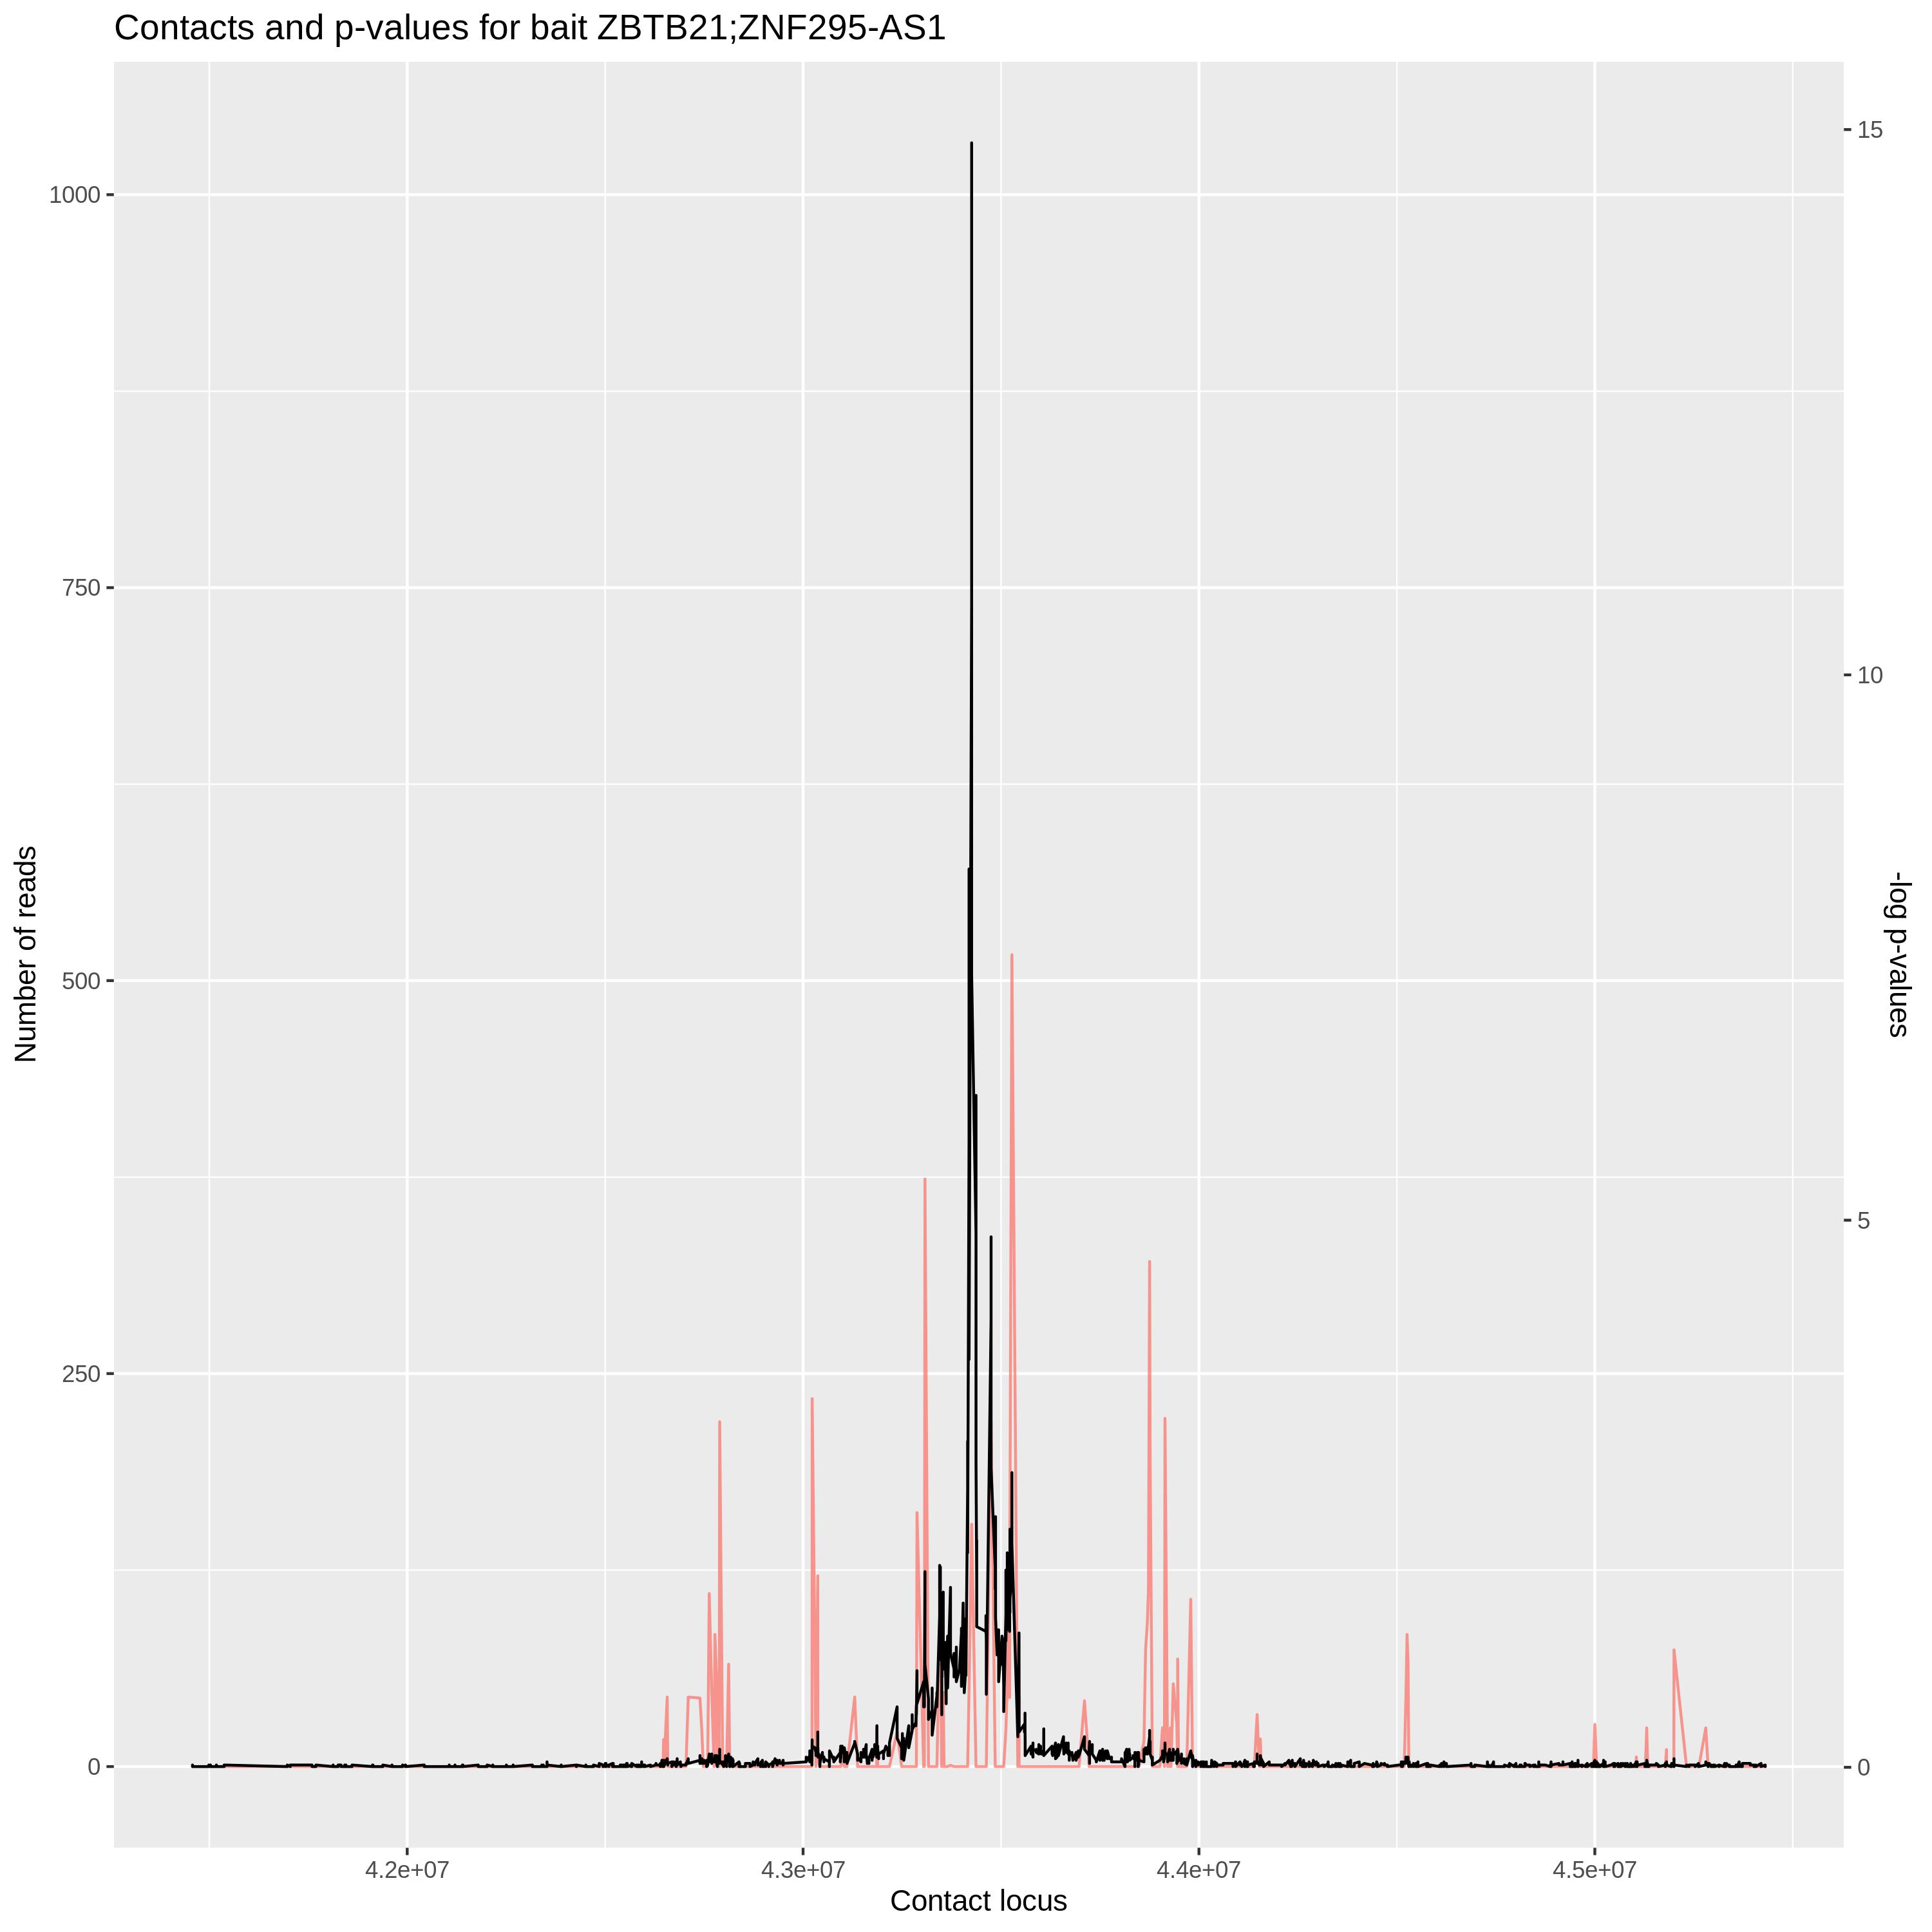 Contacts and p-values for bait ZBTB21;ZNF295-AS1
1000
750
500
250
0
Number of reads
15
10
5
0
-log p-values
4.2e+07
4.3e+07
4.4e+07
4.5e+07
Contact locus